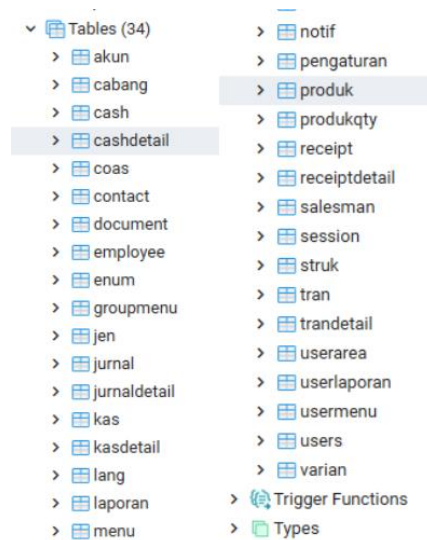 Tables (34)
akun
cabang
cash
cashdetail
coas
contact
document
employee
enum
groupmenu
jen
jurnal
jurnaldetail
kas
kasdetail
lang
laporan
menu
notif
pengaturan
produk
produkqty
receipt
receiptdetail
salesman
session
struk
tran
trandetail
userarea
userlaporan
usermenu
users
varian
Trigger Functions
Types